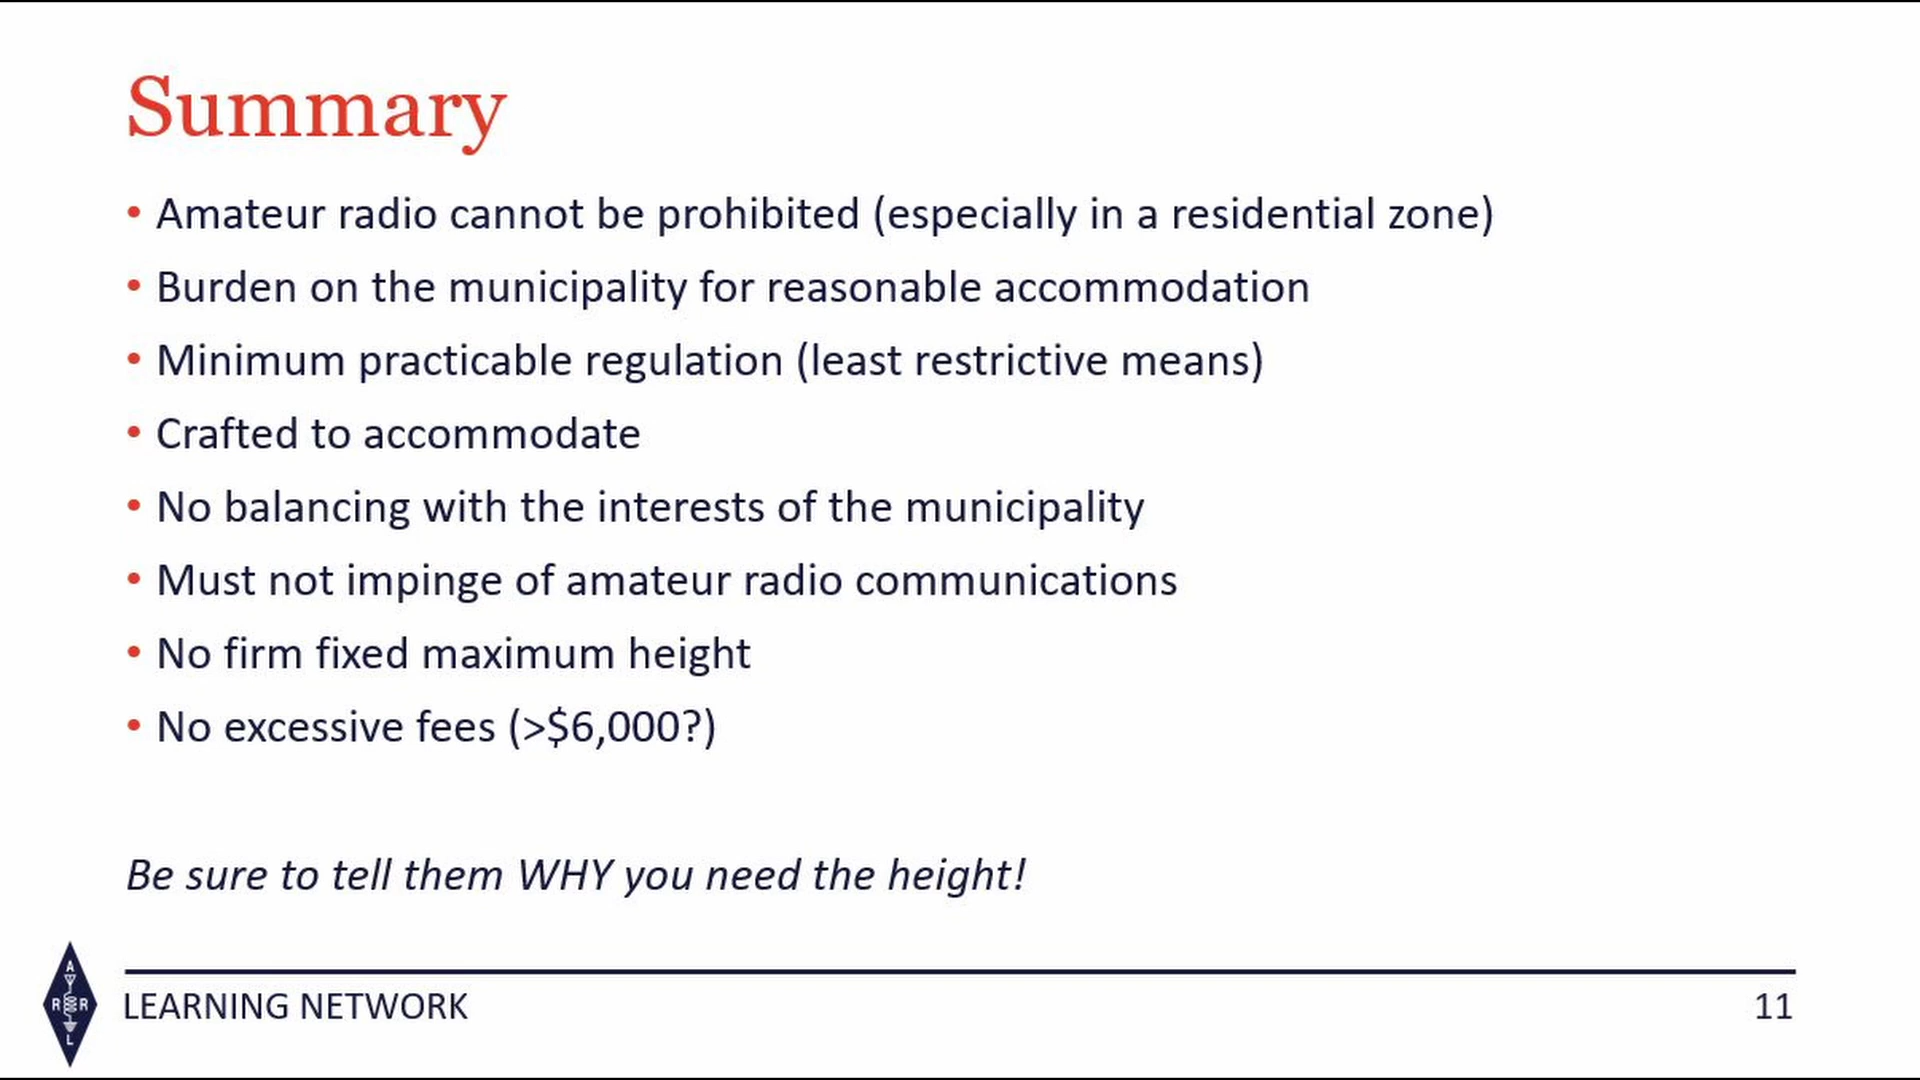 Summary
• Amateur radio cannot be prohibited (especially in a residential zone)
• Burden on the municipality for reasonable accommodation
• Minimum practicable regulation (least restrictive means)
• Crafted to accommodate
• No balancing with the interests of the municipality
• Must not impinge of amateur radio communications
• No firm fixed maximum height
• No excessive fees (>$6,000?)
Be sure to tell them WHY you need the height!
A
R R
L
LEARNING NETWORK
11